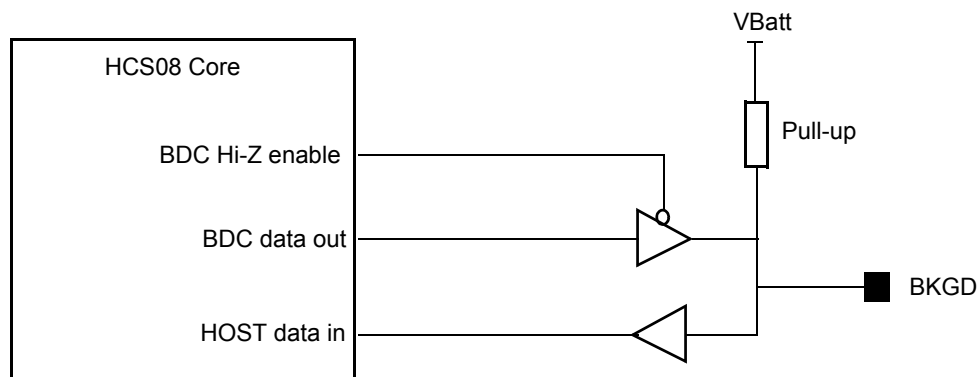 VBatt
HCS08 Core
Pull-up
BDC Hi-Z enable
BDC data out
BKGD
HOST data in